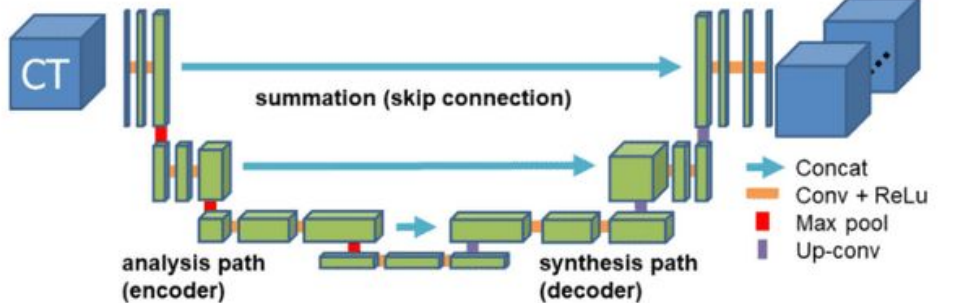 CT
summation (skip connection)
Concat
Conv + ReLu
Max pool
Up-conv
analysis path
(encoder)
synthesis path
(decoder)